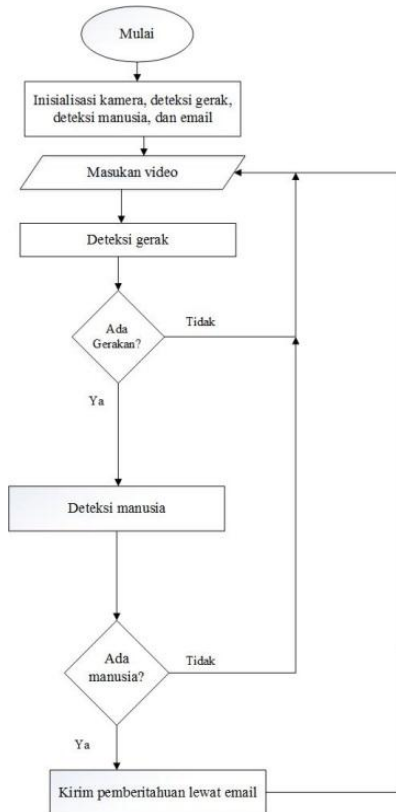 Mulai
Inisialisasi kamera, deteksi gerak,
deteksi manusia, dan email
Masukan video
Deteksi gerak
Ada
Gerakan?
Tidak
Ya
Deteksi manusia
Ada
manusia?
Tidak
Ya
Kirim pemberitahuan lewat email